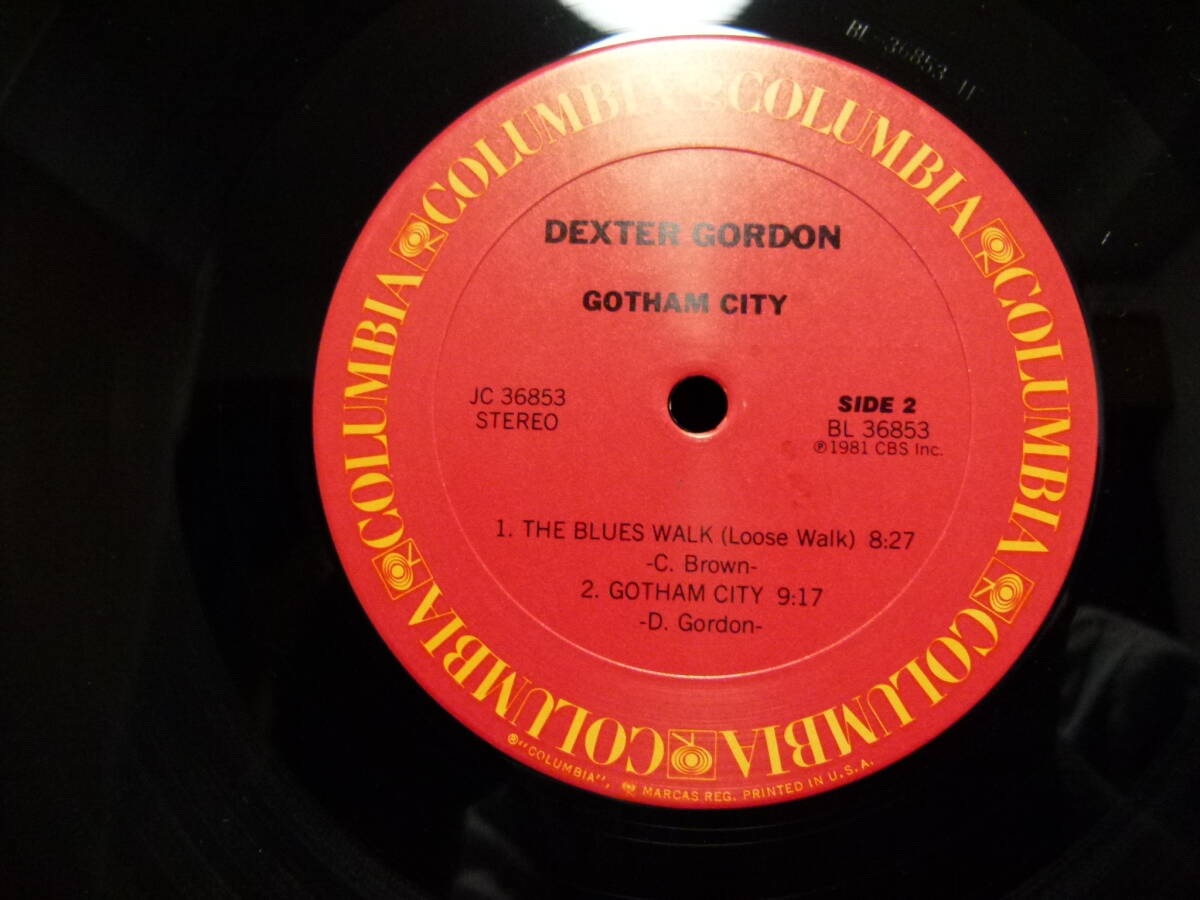 BL-36853
COLUMBIA COLUMBIA COLUMBIA COLUMBIA COLUMBIA COLUMBIA
DEXTER GORDON
GOTHAM CITY
JC 36853
STEREO
SIDE 2
BL 36853
℗1981 CBS Inc.
1. THE BLUES WALK (Loose Walk) 8:27
-C. Brown-
2. GOTHAM CITY 9:17
-D. Gordon-
®"COLUMBIA", MARCAS REG. PRINTED IN U.S.A.